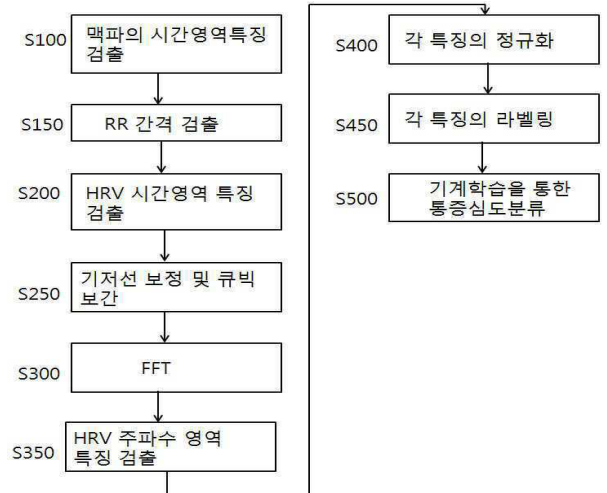 S100
맥파의 시간영역특징
검출
S150
RR 간격 검출
S200
HRV 시간영역 특징
검출
S250
기저선 보정 및 큐빅
보간
S300
FFT
S350
HRV 주파수 영역
특징 검출
S400
각 특징의 정규화
S450
각 특징의 라벨링
S500
기계학습을 통한
통증심도분류